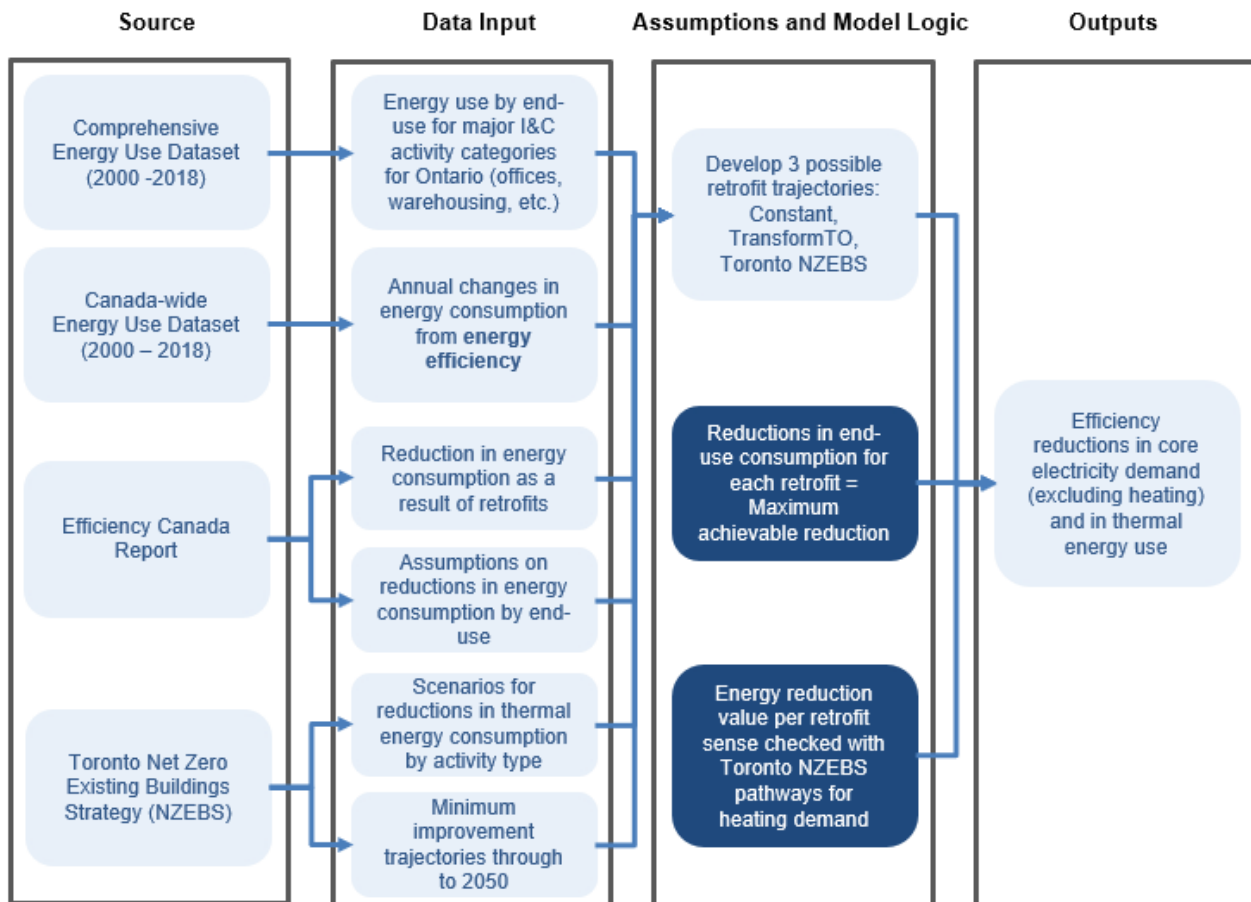 Source
Data Input
Assumptions and Model Logic
Outputs
Comprehensive
Energy Use Dataset
(2000 -2018)
Canada-wide
Energy Use Dataset
(2000 – 2018)
Efficiency Canada
Report
Toronto Net Zero
Existing Buildings
Strategy (NZEBS)
Energy use by end-
use for major I&C
activity categories
for Ontario (offices,
warehousing, etc.)
Annual changes in
energy consumption
from energy
efficiency
Reduction in energy
consumption as a
result of retrofits
Assumptions on
reductions in energy
consumption by end-
use
Scenarios for
reductions in thermal
energy consumption
by activity type
Minimum
improvement
trajectories through
to 2050
Develop 3 possible
retrofit trajectories:
Constant,
TransformTO,
Toronto NZEBS
Reductions in end-
use consumption for
each retrofit =
Maximum
achievable reduction
Energy reduction
value per retrofit
sense checked with
Toronto NZEBS
pathways for
heating demand
Efficiency
reductions in core
electricity demand
(excluding heating)
and in thermal
energy use